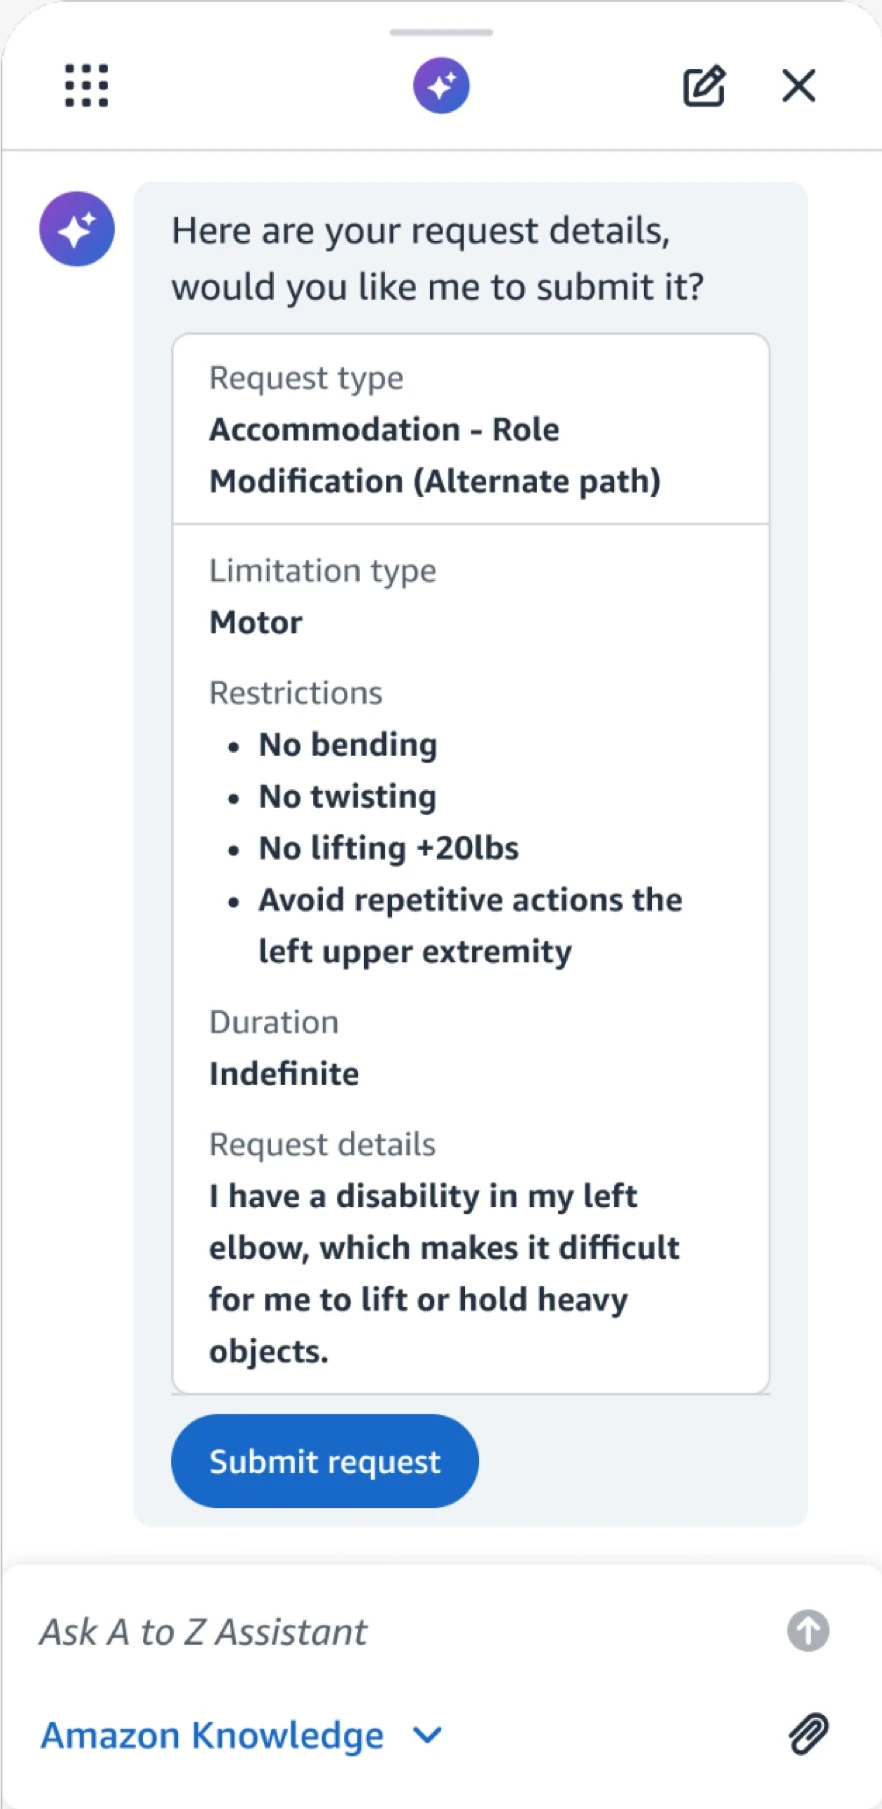 Here are your request details,
would you like me to submit it?
Request type
Accommodation - Role
Modification (Alternate path)
Limitation type
Motor
Restrictions
• No bending
• No twisting
• No lifting +20lbs
• Avoid repetitive actions the
left upper extremity
Duration
Indefinite
Request details
I have a disability in my left
elbow, which makes it difficult
for me to lift or hold heavy
objects.
Submit request
Ask A to Z Assistant
Amazon Knowledge